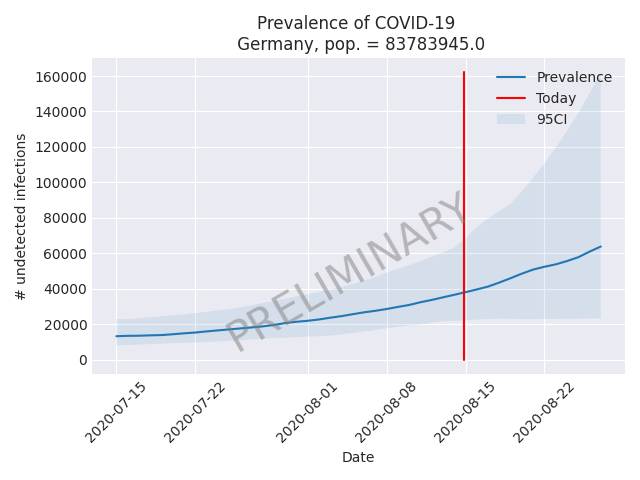 Prevalence of COVID-19
Germany, pop. = 83783945.0
160000
140000
120000
100000
80000
60000
40000
20000
0
# undetected infections
Prevalence
Today
95CI
PRELIMINARY
2020-07-15
2020-07-22
2020-08-01
2020-08-08
2020-08-15
2020-08-22
Date